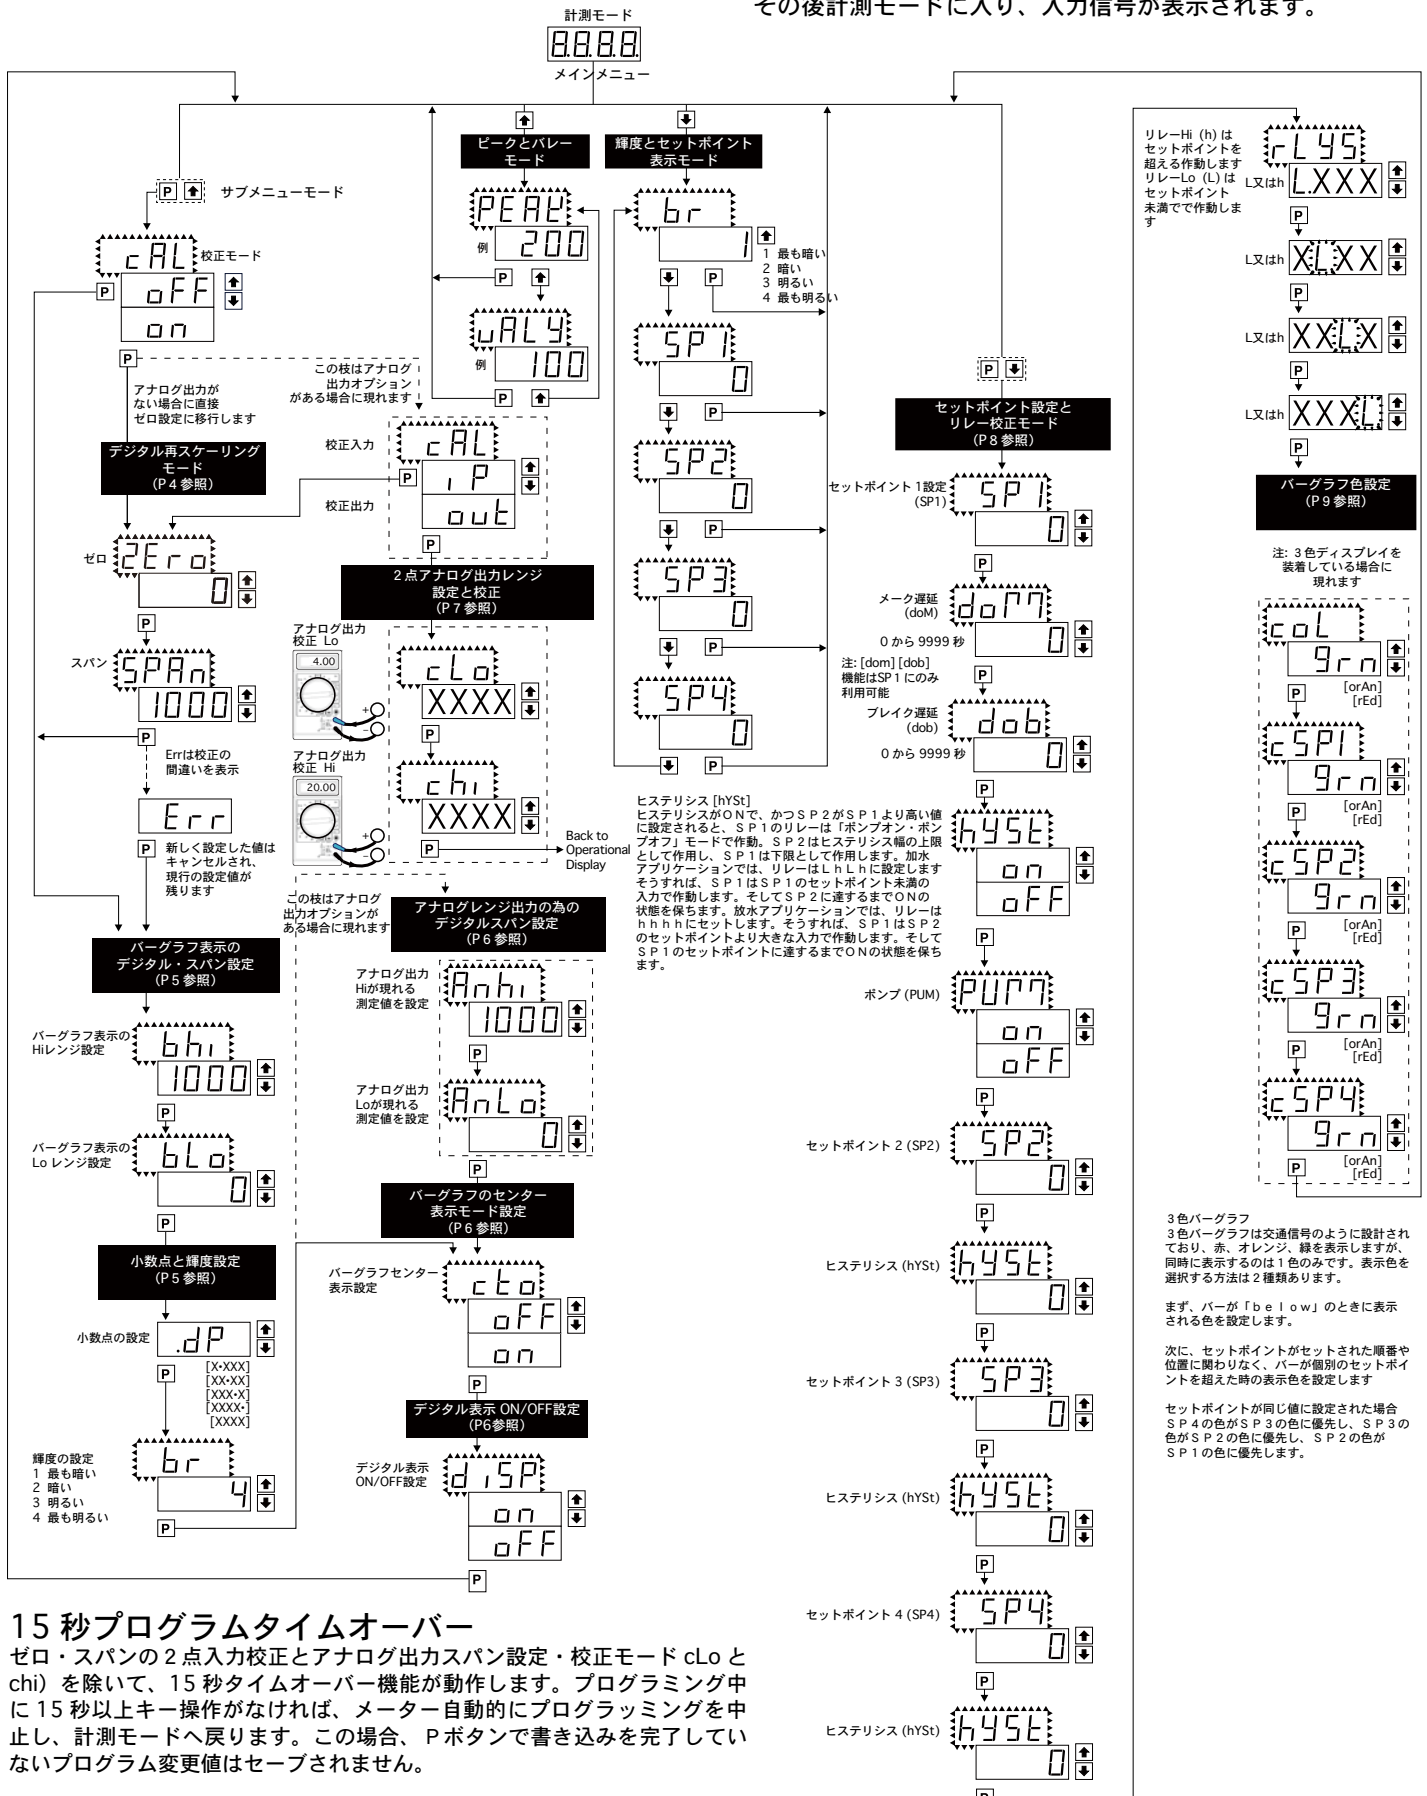 その後計測モードに入り、入力信号が表示されます。
計測モード
8.8.8.8.
メインメニュー
P
サブメニューモード
cAL
校正モード
P
oFF
on
P
アナログ出力が
ない場合に直接
ゼロ設定に移行します
この枝はアナログ
出力オプション
がある場合に現れます
デジタル再スケーリング
モード
(P4参照)
ゼロ
ZEro
0
P
スパン
SPAn
1000
P
Errは校正の
間違いを表示
Err
P
新しく設定した値は
キャンセルされ、
現行の設定値が
残ります
バーグラフ表示の
デジタル・スパン設定
(P5参照)
バーグラフ表示の
Hiレンジ設定
bhi
1000
P
バーグラフ表示の
Lo レンジ設定
bLo
0
P
小数点と輝度設定
(P5参照)
小数点の設定
.dP
P
[X•XXX]
[XX•XX]
[XXX•X]
[XXXX•]
[XXXX]
輝度の設定
1 最も暗い
2 暗い
3 明るい
4 最も明るい
br
4
P
ピークとバレー
モード
PEAK
例
200
P
vALY
例
100
P
校正入力
cAL
P
iP
校正出力
out
P
2点アナログ出力レンジ
設定と校正
(P7参照)
アナログ出力
校正 Lo
4.00
+
−
cLo
XXXX
P
アナログ出力
校正 Hi
20.00
+
−
chi
XXXX
P
Back to
Operational
Display
この枝はアナログ
出力オプションが
ある場合に現れます
アナログレンジ出力の為の
デジタルスパン設定
(P6参照)
アナログ出力
Hiが現れる
測定値を設定
Anhi
1000
P
アナログ出力
Loが現れる
測定値を設定
AnLo
0
P
バーグラフのセンター
表示モード設定
(P6参照)
バーグラフセンター
表示設定
cto
oFF
on
P
デジタル表示 ON/OFF設定
(P6参照)
デジタル表示
ON/OFF設定
diSP
on
oFF
P
輝度とセットポイント
表示モード
br
1
1 最も暗い
2 暗い
3 明るい
4 最も明るい
P
SP1
0
P
SP2
0
P
SP3
0
P
SP4
0
P
ヒステリシス [hYSt]
ヒステリシスがONで、かつSP2がSP1より高い値
に設定されると、SP1のリレーは「ポンプオン・ポン
プオフ」モードで作動。SP2はヒステリシス幅の上限
として作用し、SP1は下限として作用します。加水
アプリケーションでは、リレーはLhLhに設定します
そうすれば、SP1はSP1のセットポイント未満の
入力で作動します。そしてSP2に達するまでONの
状態を保ちます。放水アプリケーションでは、リレーは
hhhhにセットします。そうすれば、SP1はSP2
のセットポイントより大きな入力で作動します。そして
SP1のセットポイントに達するまでONの状態を保ち
ます。
P
セットポイント設定と
リレー校正モード
(P8参照)
セットポイント 1設定
(SP1)
SP1
0
P
メーク遅延
(doM)
0 から 9999 秒
doM
0
注: [dom] [dob]
機能はSP1にのみ
利用可能
P
ブレイク遅延
(dob)
0 から 9999 秒
dob
0
P
hYSt
on
oFF
P
ポンプ (PUM)
PUM
on
oFF
P
セットポイント 2 (SP2)
SP2
0
P
ヒステリシス (hYSt)
hYSt
0
P
セットポイント 3 (SP3)
SP3
0
P
ヒステリシス (hYSt)
hYSt
0
P
セットポイント 4 (SP4)
SP4
0
P
ヒステリシス (hYSt)
hYSt
0
P
リレーHi (h) は
セットポイントを
超える作動します
リレーLo (L) は
セットポイント
未満でで作動しま
す
rLYS
L又はh
L.XXX
P
L又はh
XLXX
P
L又はh
XXLX
P
L又はh
XXXL
P
バーグラフ色設定
(P9参照)
注: 3色ディスプレイを
装着している場合に
現れます
coL
grn
P
[orAn]
[rEd]
cSP1
grn
P
[orAn]
[rEd]
cSP2
grn
P
[orAn]
[rEd]
cSP3
grn
P
[orAn]
[rEd]
cSP4
grn
P
[orAn]
[rEd]
3色バーグラフ
3色バーグラフは交通信号のように設計され
ており、赤、オレンジ、緑を表示しますが、
同時に表示するのは1色のみです。表示色を
選択する方法は2種類あります。
まず、バーが「below」のときに表示
される色を設定します。
次に、セットポイントがセットされた順番や
位置に関わりなく、バーが個別のセットポイ
ントを超えた時の表示色を設定します
セットポイントが同じ値に設定された場合
SP4の色がSP3の色に優先し、SP3の
色がSP2の色に優先し、SP2の色が
SP1の色に優先します。
15 秒プログラムタイムオーバー
ゼロ・スパンの2点入力校正とアナログ出力スパン設定・校正モード cLo と
chi）を除いて、15 秒タイムオーバー機能が動作します。プログラミング中
に 15 秒以上キー操作がなければ、メーター自動的にプログラッミングを中
止し、計測モードへ戻ります。この場合、Pボタンで書き込みを完了してい
ないプログラム変更値はセーブされません。